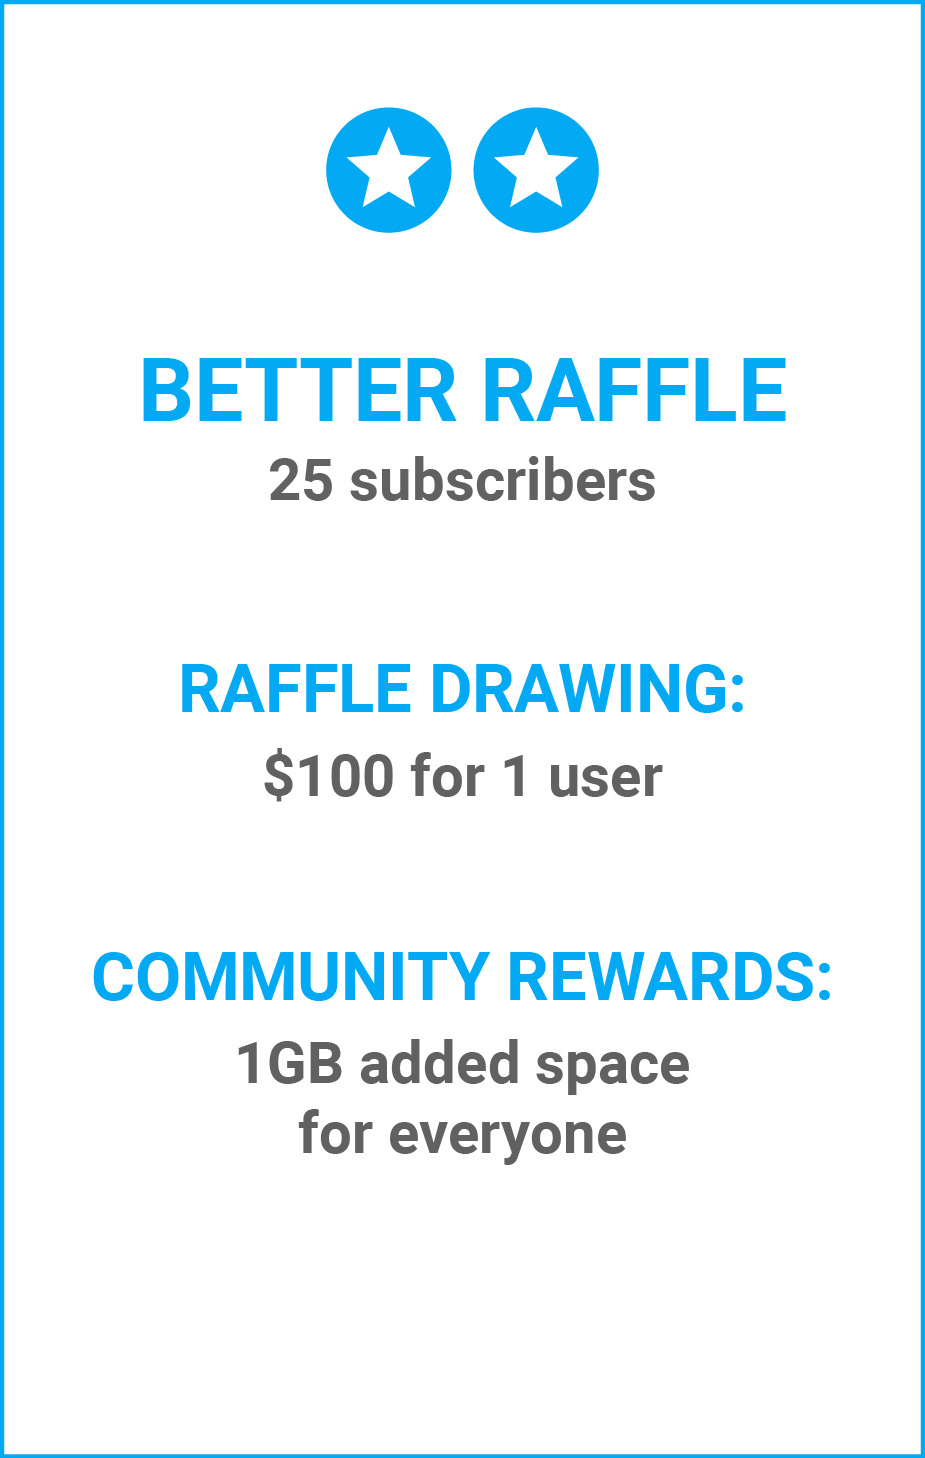 BETTER RAFFLE
25 subscribers
RAFFLE DRAWING:
$100 for 1 user
COMMUNITY REWARDS:
1GB added space
for everyone